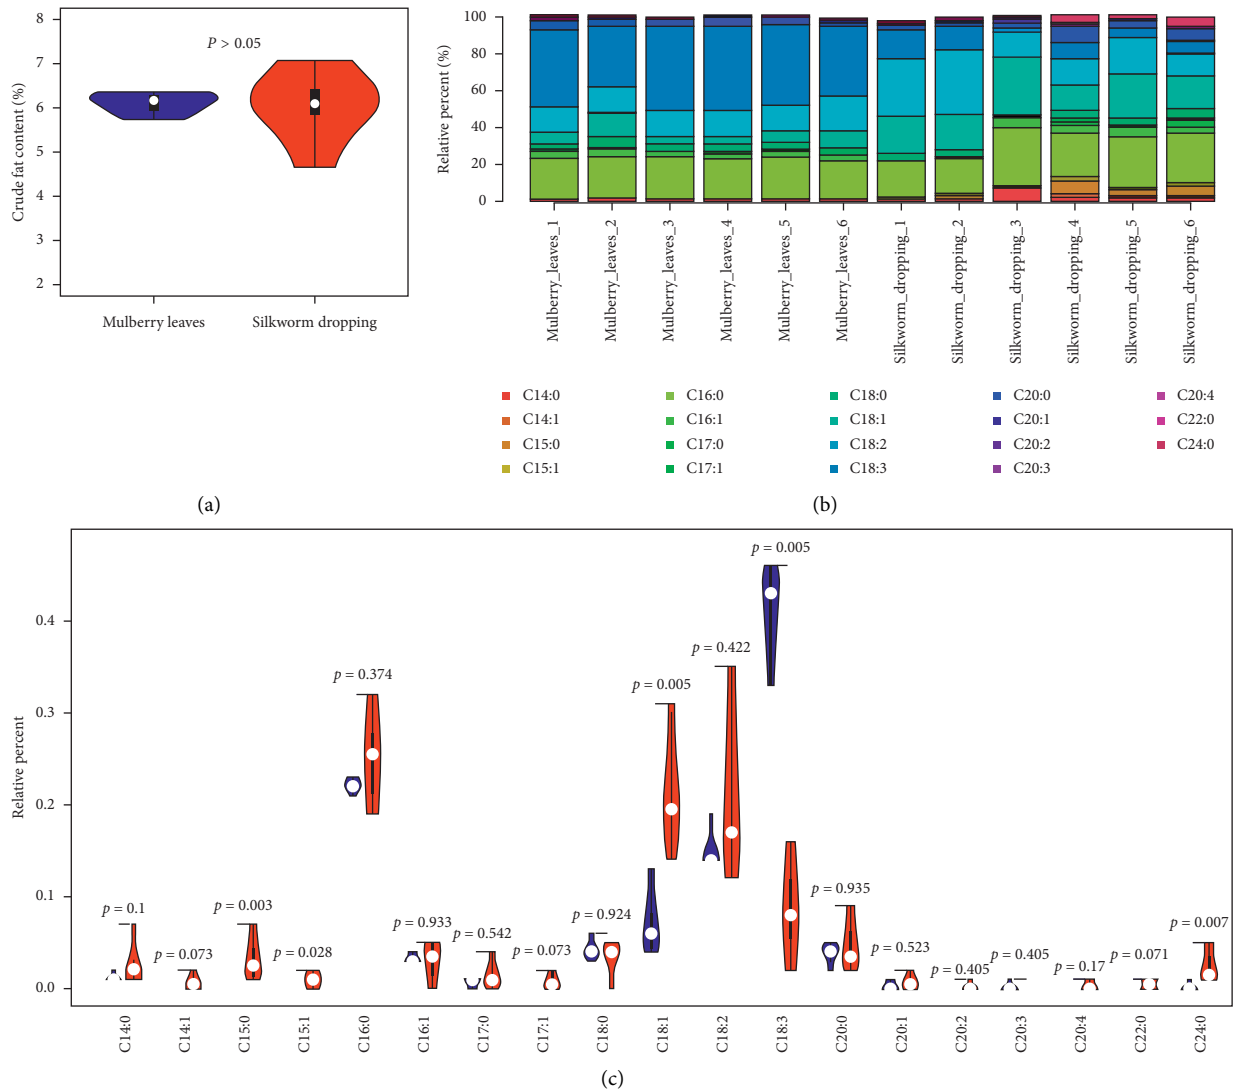 P > 0.05
Crude fat content (%)
7
6
5
4
3
2
Mulberry leaves
Silkworm dropping
(a)
Relative percent (%)
100
80
60
40
20
0
Mulberry_leaves_1
Mulberry_leaves_2
Mulberry_leaves_3
Mulberry_leaves_4
Mulberry_leaves_5
Mulberry_leaves_6
Silkworm_dropping_1
Silkworm_dropping_2
Silkworm_dropping_3
Silkworm_dropping_4
Silkworm_dropping_5
Silkworm_dropping_6
C14:0
C14:1
C15:0
C15:1
C16:0
C16:1
C17:0
C17:1
C18:0
C18:1
C18:2
C18:3
C20:0
C20:1
C20:2
C20:3
C20:4
C22:0
C24:0
(b)
Relative percent
0.4
0.3
0.2
0.1
0.0
p = 0.1
p = 0.073
p = 0.003
p = 0.028
p = 0.374
p = 0.933
p = 0.542
p = 0.073
p = 0.924
p = 0.005
p = 0.422
p = 0.005
p = 0.935
p = 0.523
p = 0.405
p = 0.405
p = 0.17
p = 0.071
p = 0.007
C14:0
C14:1
C15:0
C15:1
C16:0
C16:1
C17:0
C17:1
C18:0
C18:1
C18:2
C18:3
C20:0
C20:1
C20:2
C20:3
C20:4
C22:0
C24:0
(c)